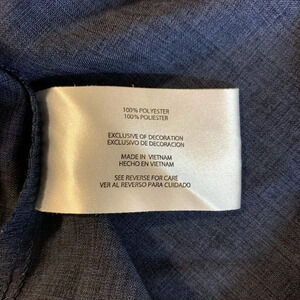 100% POLYESTER
100% POLIESTER
EXCLUSIVE OF DECORATION
EXCLUSIVO DE DECORACION
MADE IN VIETNAM
HECHO EN VIETNAM
SEE REVERSE FOR CARE
VER AL REVERSO PARA CUIDADO